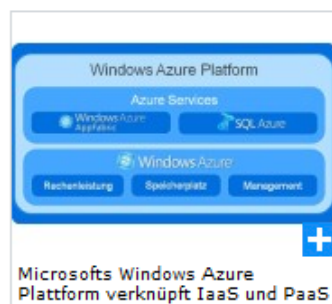 Windows Azure Platform
Azure Services
Windows Azure
AppFabric
SQL Azure
Windows Azure
Rechenleistung
Speicherplatz
Management
Microsofts Windows Azure
Plattform verknüpft IaaS und PaaS